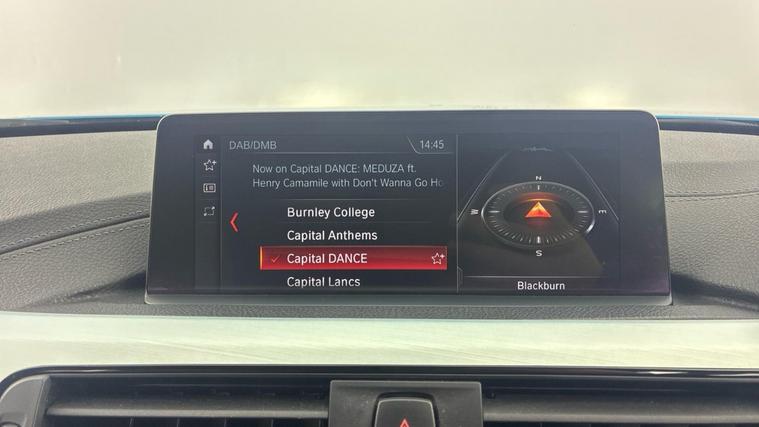 DAB/DMB
14:45
Now on Capital DANCE: MEDUZA ft.
Henry Camamile with Don't Wanna Go Ho
Burnley College
Capital Anthems
Capital DANCE
Capital Lancs
N
W
E
S
Blackburn